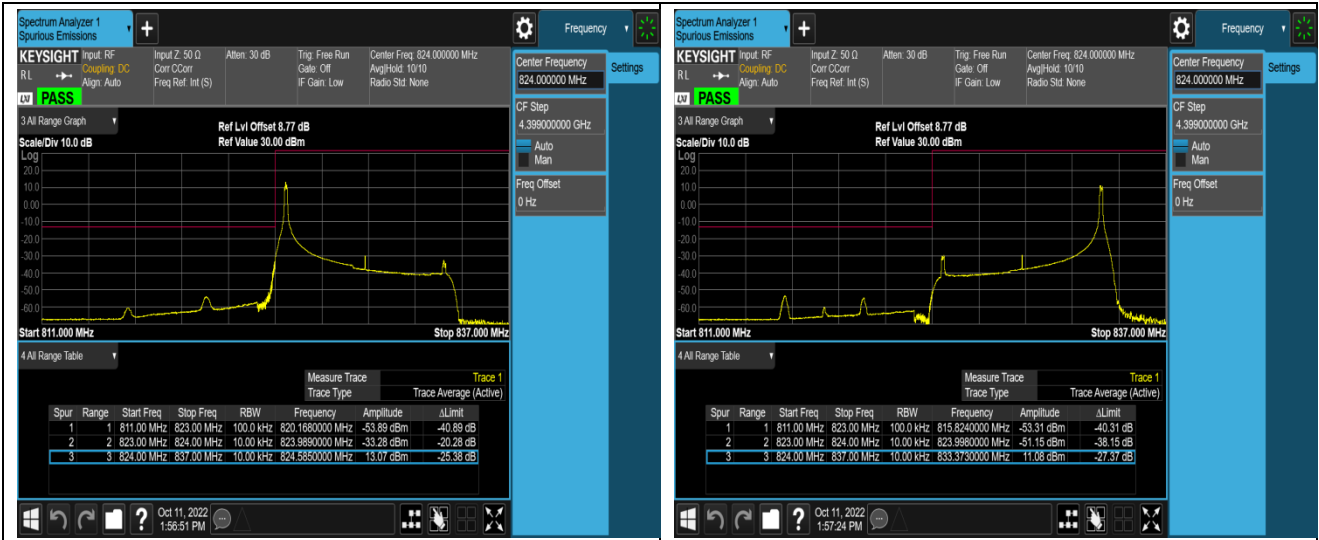 Spectrum Analyzer 1
Spurious Emissions
+
Frequency
KEYSIGHT Input: RF Input Z: 50 Ω Atten: 30 dB Trig: Free Run Center Freq: 824.000000 MHz
RL Coupling: DC Corr CCorr Gate: Off Avg|Hold: 10/10
Align: Auto Freq Ref: Int (S) IF Gain: Low Radio Std: None
LXI PASS
Center Frequency
824.000000 MHz
Settings
CF Step
4.399000000 GHz
Auto
Man
Freq Offset
0 Hz
3 All Range Graph
Ref Lvl Offset 8.77 dB
Scale/Div 10.0 dB Ref Value 30.00 dBm
Log
20.0
10.0
0.00
-10.0
-20.0
-30.0
-40.0
-50.0
-60.0
Start 811.000 MHz Stop 837.000 MHz
4 All Range Table
Measure Trace Trace 1
Trace Type Trace Average (Active)
Spur Range Start Freq Stop Freq RBW Frequency Amplitude ΔLimit
1 1 811.00 MHz 823.00 MHz 100.0 kHz 820.1680000 MHz -53.89 dBm -40.89 dB
2 2 823.00 MHz 824.00 MHz 10.00 kHz 823.9890000 MHz -33.28 dBm -20.28 dB
3 3 824.00 MHz 837.00 MHz 10.00 kHz 824.5850000 MHz 13.07 dBm -25.38 dB
? Oct 11, 2022
1:56:51 PM
Spectrum Analyzer 1
Spurious Emissions
+
Frequency
KEYSIGHT Input: RF Input Z: 50 Ω Atten: 30 dB Trig: Free Run Center Freq: 824.000000 MHz
RL Coupling: DC Corr CCorr Gate: Off Avg|Hold: 10/10
Align: Auto Freq Ref: Int (S) IF Gain: Low Radio Std: None
LXI PASS
Center Frequency
824.000000 MHz
Settings
CF Step
4.399000000 GHz
Auto
Man
Freq Offset
0 Hz
3 All Range Graph
Ref Lvl Offset 8.77 dB
Scale/Div 10.0 dB Ref Value 30.00 dBm
Log
20.0
10.0
0.00
-10.0
-20.0
-30.0
-40.0
-50.0
-60.0
Start 811.000 MHz Stop 837.000 MHz
4 All Range Table
Measure Trace Trace 1
Trace Type Trace Average (Active)
Spur Range Start Freq Stop Freq RBW Frequency Amplitude ΔLimit
1 1 811.00 MHz 823.00 MHz 100.0 kHz 815.8240000 MHz -53.31 dBm -40.31 dB
2 2 823.00 MHz 824.00 MHz 10.00 kHz 823.9980000 MHz -51.15 dBm -38.15 dB
3 3 824.00 MHz 837.00 MHz 10.00 kHz 833.3730000 MHz 11.08 dBm -27.37 dB
? Oct 11, 2022
1:57:24 PM